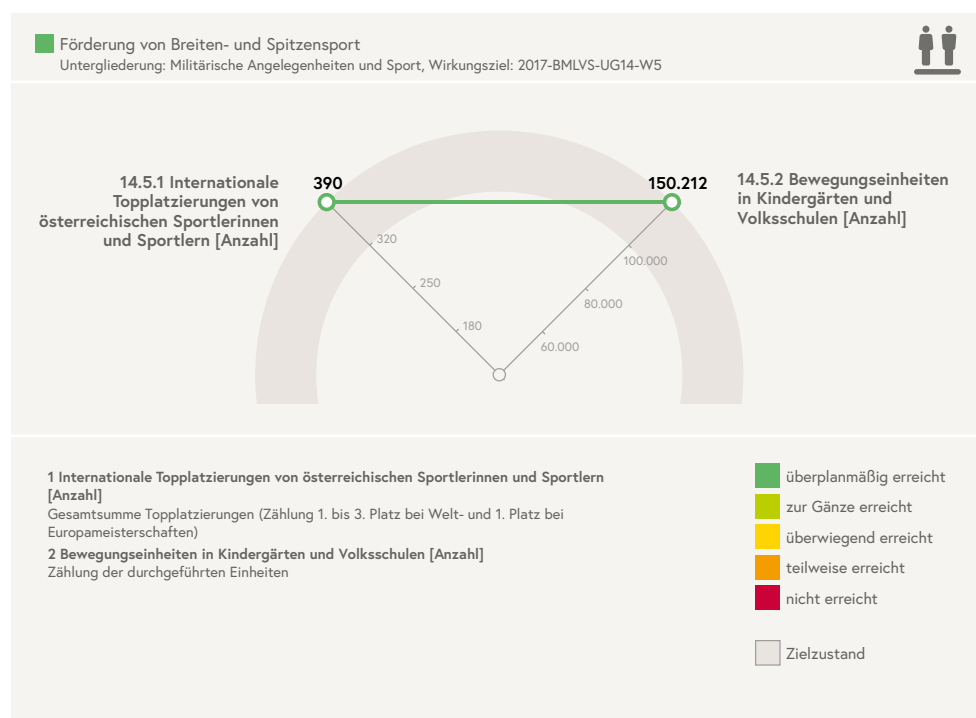 Förderung von Breiten- und Spitzensport
Untergliederung: Militärische Angelegenheiten und Sport, Wirkungsziel: 2017-BMLVS-UG14-W5
14.5.1 Internationale
Topplatzierungen von
österreichischen Sportlerinnen
und Sportlern [Anzahl]
390
320
250
180
150.212
100.000
80.000
60.000
14.5.2 Bewegungseinheiten
in Kindergärten und
Volksschulen [Anzahl]
1 Internationale Topplatzierungen von österreichischen Sportlerinnen und Sportlern
[Anzahl]
Gesamtsumme Topplatzierungen (Zählung 1. bis 3. Platz bei Welt- und 1. Platz bei
Europameisterschaften)
2 Bewegungseinheiten in Kindergärten und Volksschulen [Anzahl]
Zählung der durchgeführten Einheiten
überplanmäßig erreicht
zur Gänze erreicht
überwiegend erreicht
teilweise erreicht
nicht erreicht
Zielzustand